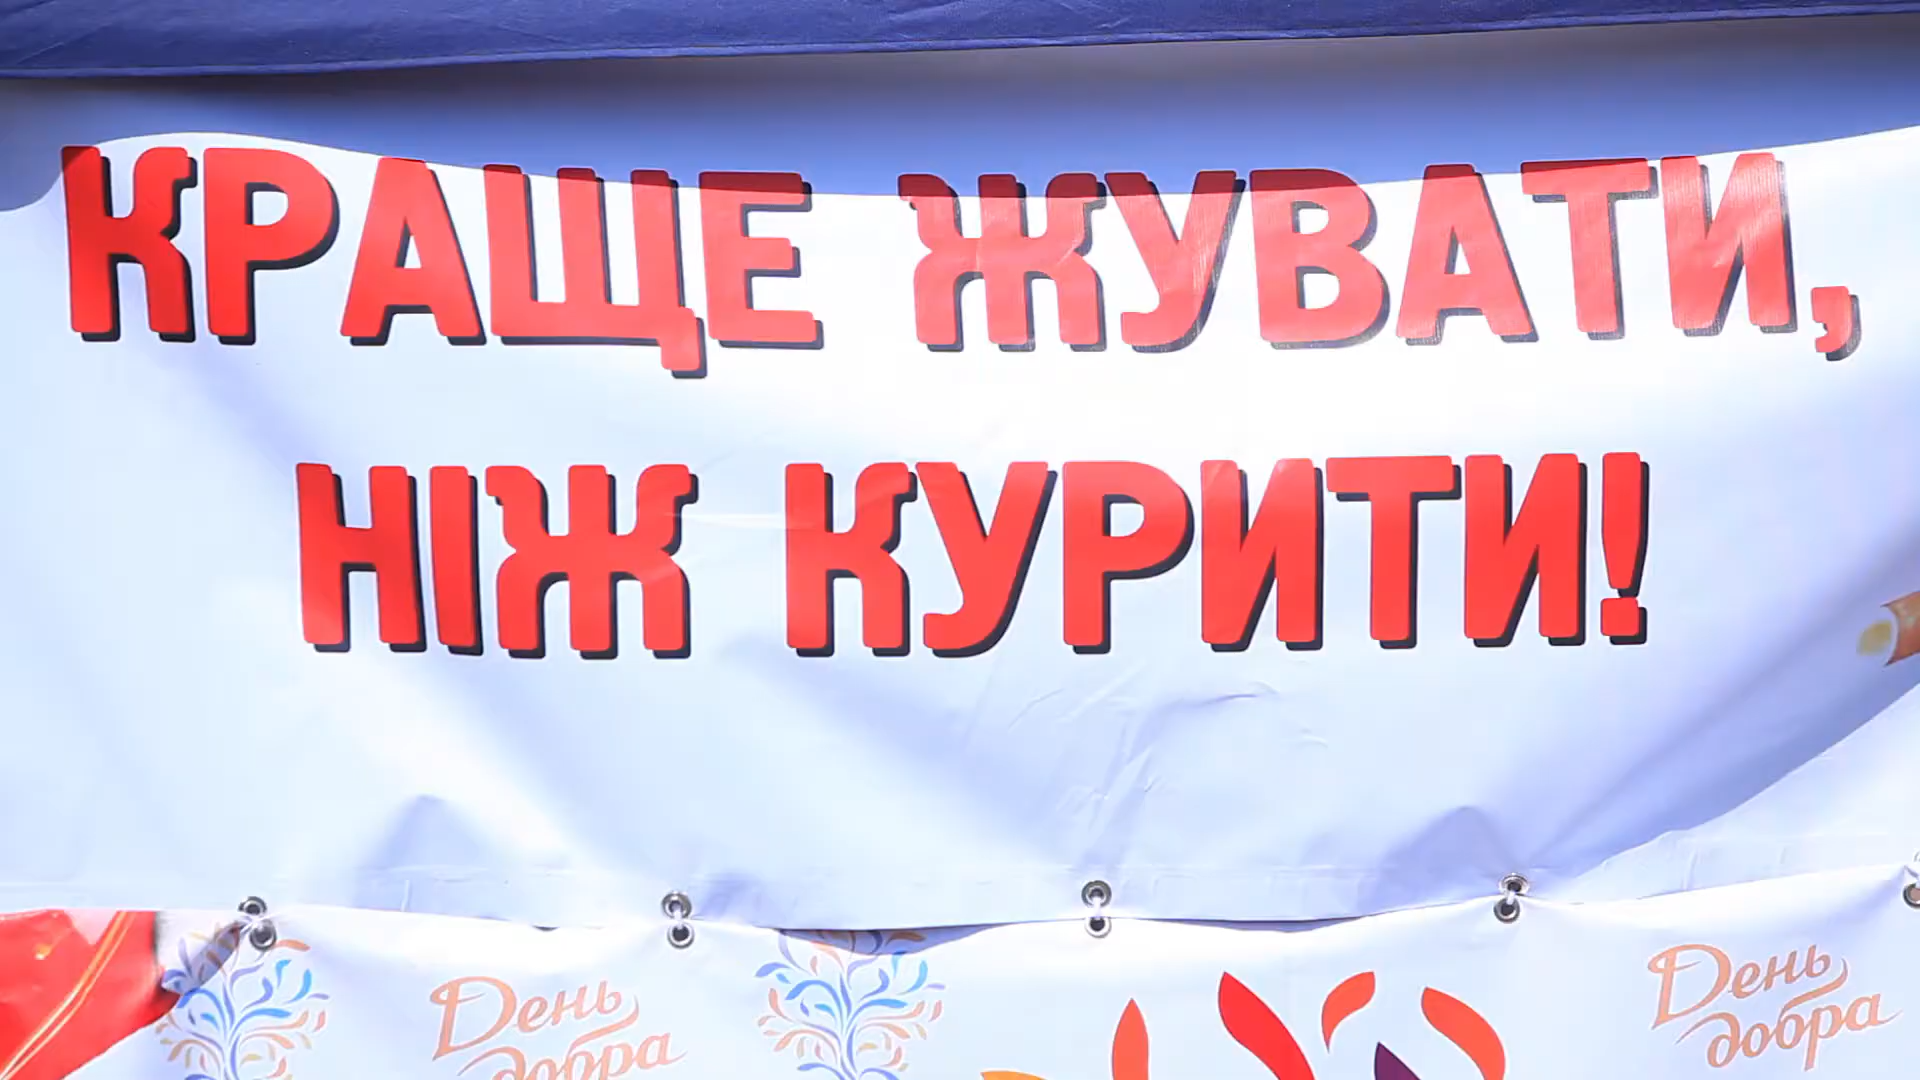 КРАЩЕ ЖУВАТИ,
НІЖ КУРИТИ!
День
добра
День
добра